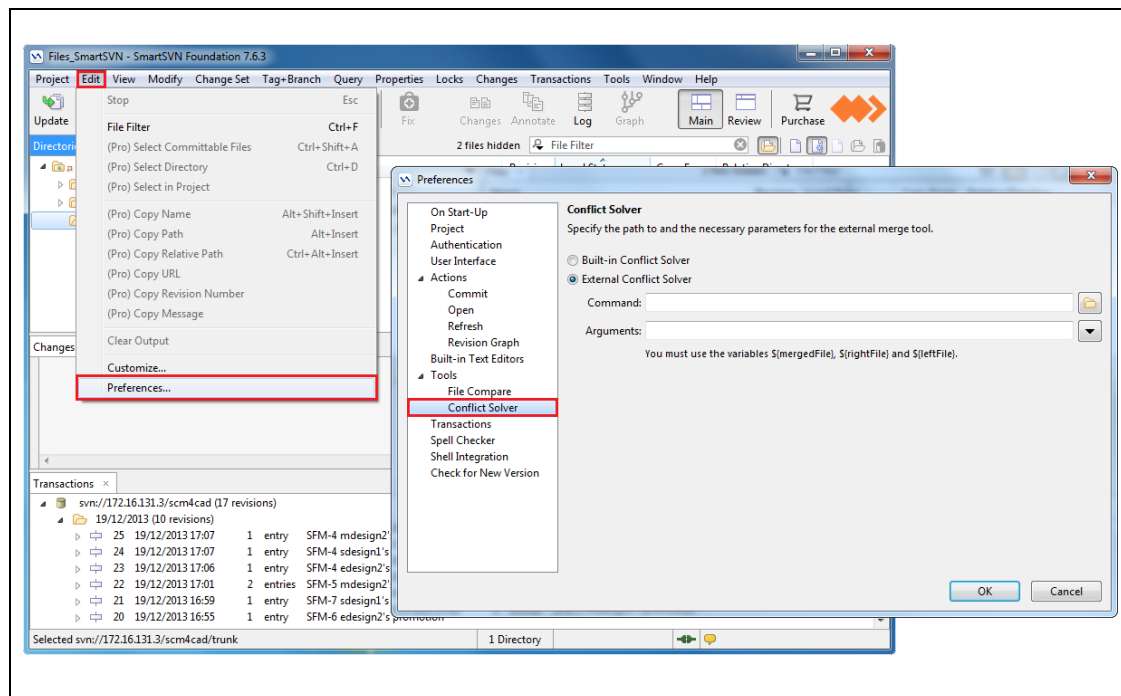 Files_SmartSVN - SmartSVN Foundation 7.6.3
Project Edit View Modify Change Set Tag+Branch Query Properties Locks Changes Transactions Tools Window Help
Update Fix Changes Annotate Log Graph Main Review Purchase
Stop Esc
File Filter Ctrl+F
(Pro) Select Committable Files Ctrl+Shift+A
(Pro) Select Directory Ctrl+D
(Pro) Select in Project
(Pro) Copy Name Alt+Shift+Insert
(Pro) Copy Path Alt+Insert
(Pro) Copy Relative Path Ctrl+Alt+Insert
(Pro) Copy URL
(Pro) Copy Revision Number
(Pro) Copy Message
Clear Output
Customize...
Preferences...
2 files hidden File Filter
Changes
Preferences
On Start-Up
Project
Authentication
User Interface
Actions
Commit
Open
Refresh
Revision Graph
Built-in Text Editors
Tools
File Compare
Conflict Solver
Transactions
Spell Checker
Shell Integration
Check for New Version
Conflict Solver
Specify the path to and the necessary parameters for the external merge tool.
Built-in Conflict Solver
External Conflict Solver
Command:
Arguments:
You must use the variables ${mergedFile}, ${rightFile} and ${leftFile}.
OK Cancel
Transactions
svn://172.16.131.3/scm4cad (17 revisions)
19/12/2013 (10 revisions)
25 19/12/2013 17:07 1 entry SFM-4 mdesign2'
24 19/12/2013 17:07 1 entry SFM-4 sdesign1's
23 19/12/2013 17:06 1 entry SFM-4 edesign2's
22 19/12/2013 17:01 2 entries SFM-5 mdesign2'
21 19/12/2013 16:59 1 entry SFM-7 sdesign1's
20 19/12/2013 16:55 1 entry SFM-6 edesign2's promotion
Selected svn://172.16.131.3/scm4cad/trunk 1 Directory